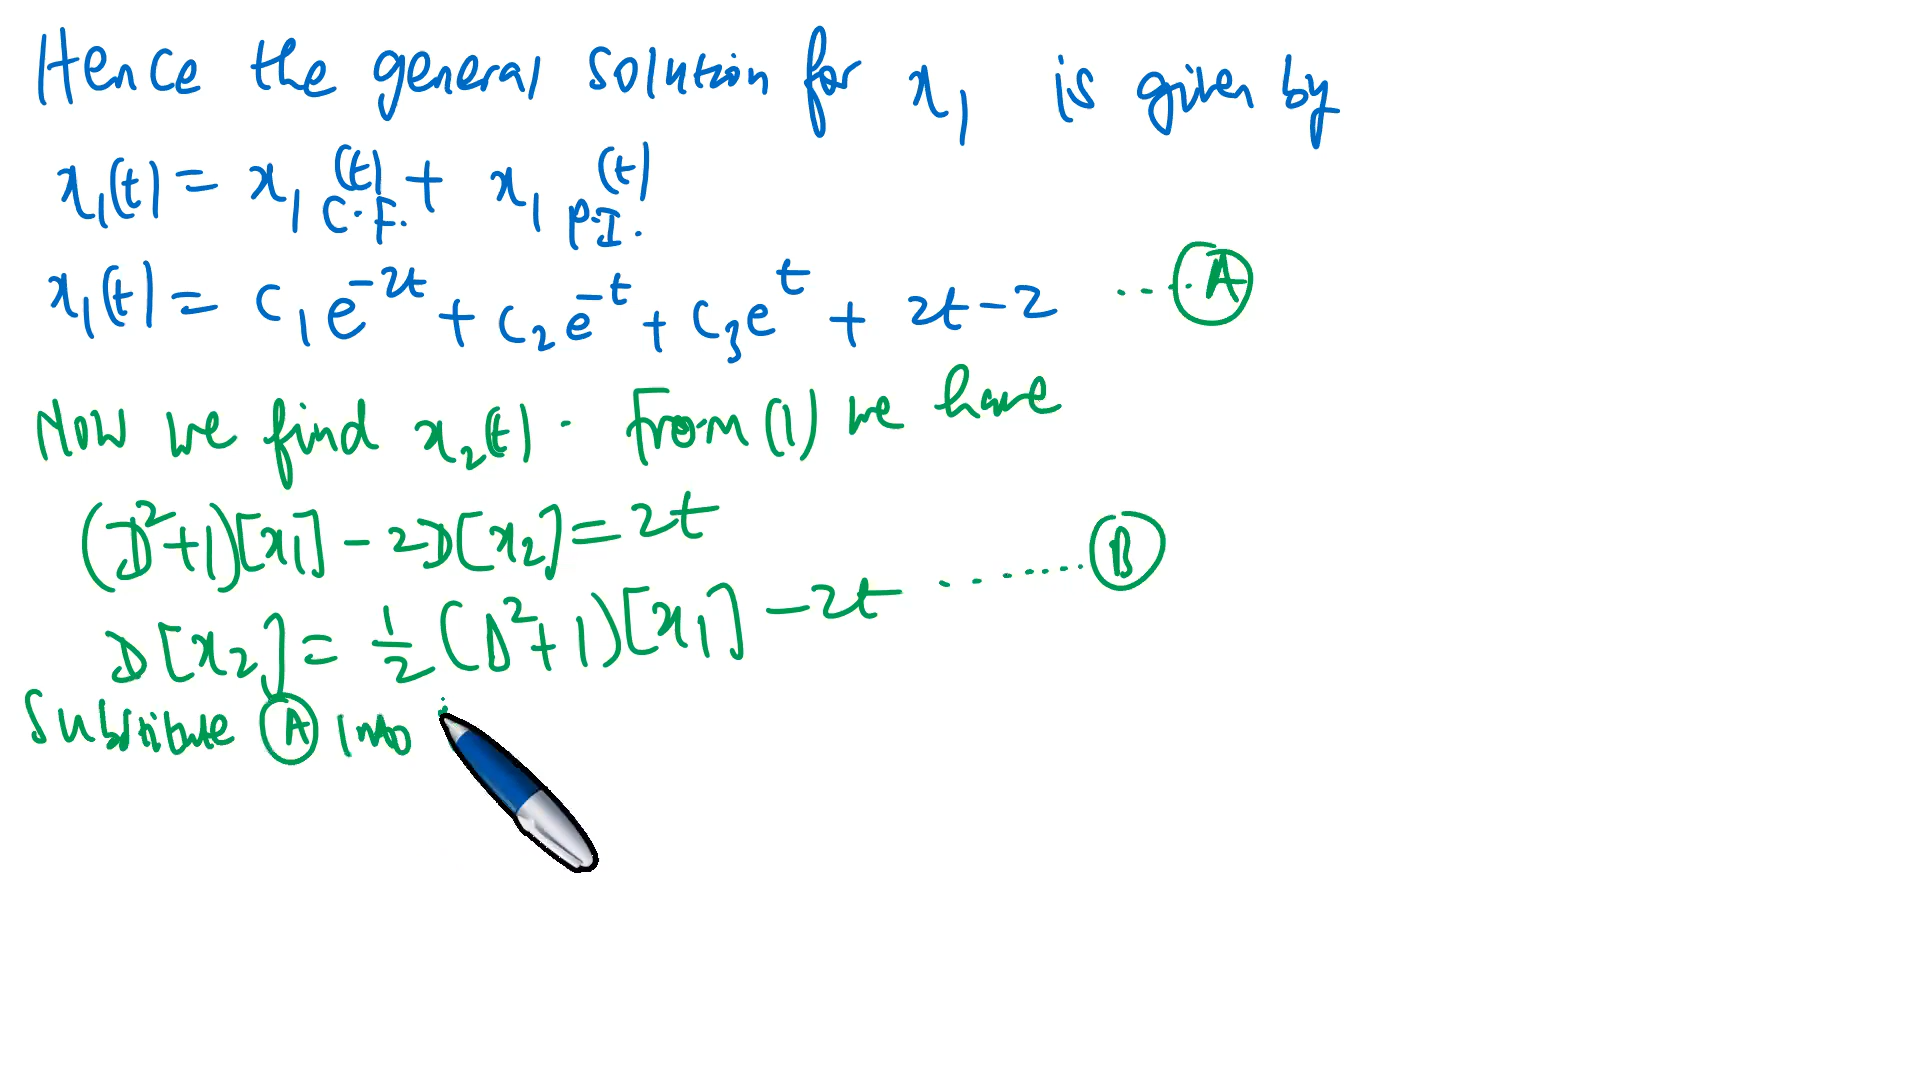 Hence the general solution for x₁ is given by
x₁(t) = x₁ C.F.(t) + x₁ P.I.(t)
x₁(t) = c₁e^{-2t} + c₂e^{-t} + c₃e^{t} + 2t - 2 ....Ⓐ
Now we find x₂(t). From (1) we have
(D²+1)[x₁] - 2D[x₂] = 2t
D[x₂] = ½(D²+1)[x₁] - 2t ........Ⓑ
Substitute Ⓐ into